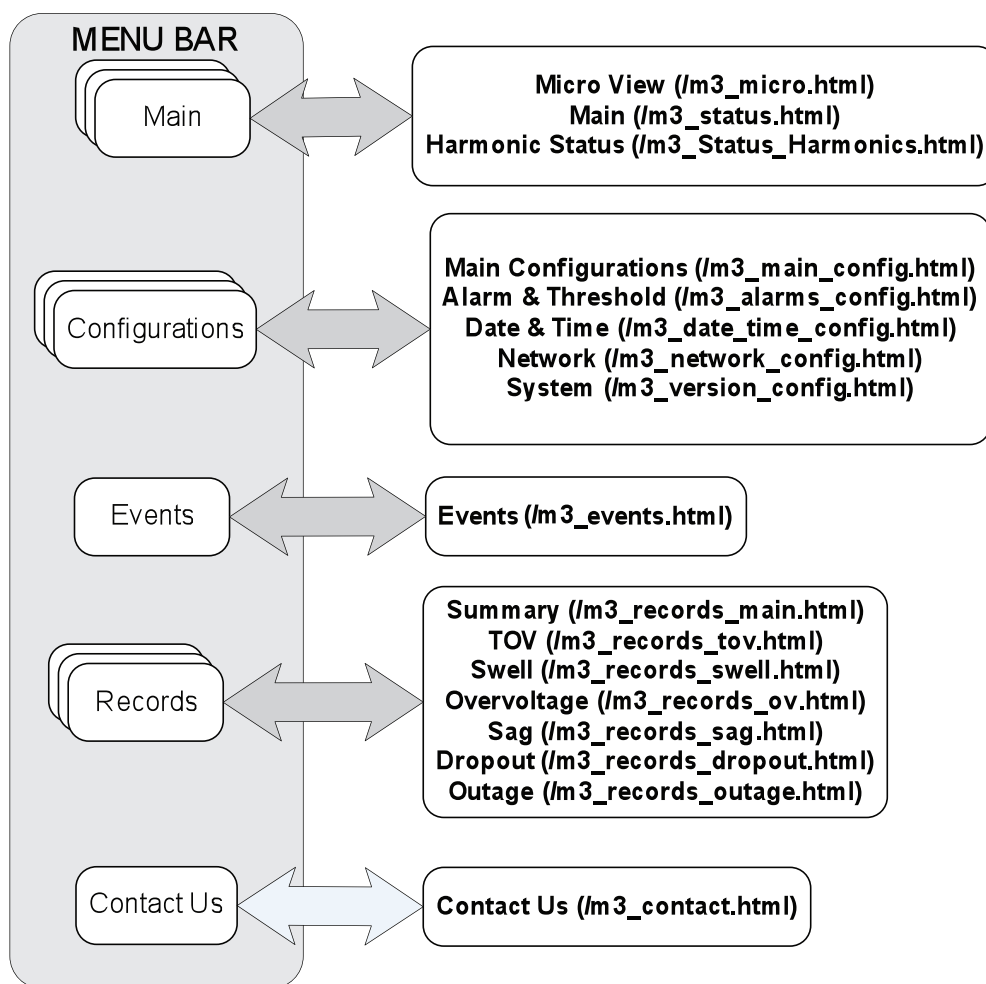 MENU BAR
Main
Micro View (/m3_micro.html)
Main (/m3_status.html)
Harmonic Status (/m3_Status_Harmonics.html)
Configurations
Main Configurations (/m3_main_config.html)
Alarm & Threshold (/m3_alarms_config.html)
Date & Time (/m3_date_time_config.html)
Network (/m3_network_config.html)
System (/m3_version_config.html)
Events
Events (/m3_events.html)
Records
Summary (/m3_records_main.html)
TOV (/m3_records_tov.html)
Swell (/m3_records_swell.html)
Overvoltage (/m3_records_ov.html)
Sag (/m3_records_sag.html)
Dropout (/m3_records_dropout.html)
Outage (/m3_records_outage.html)
Contact Us
Contact Us (/m3_contact.html)